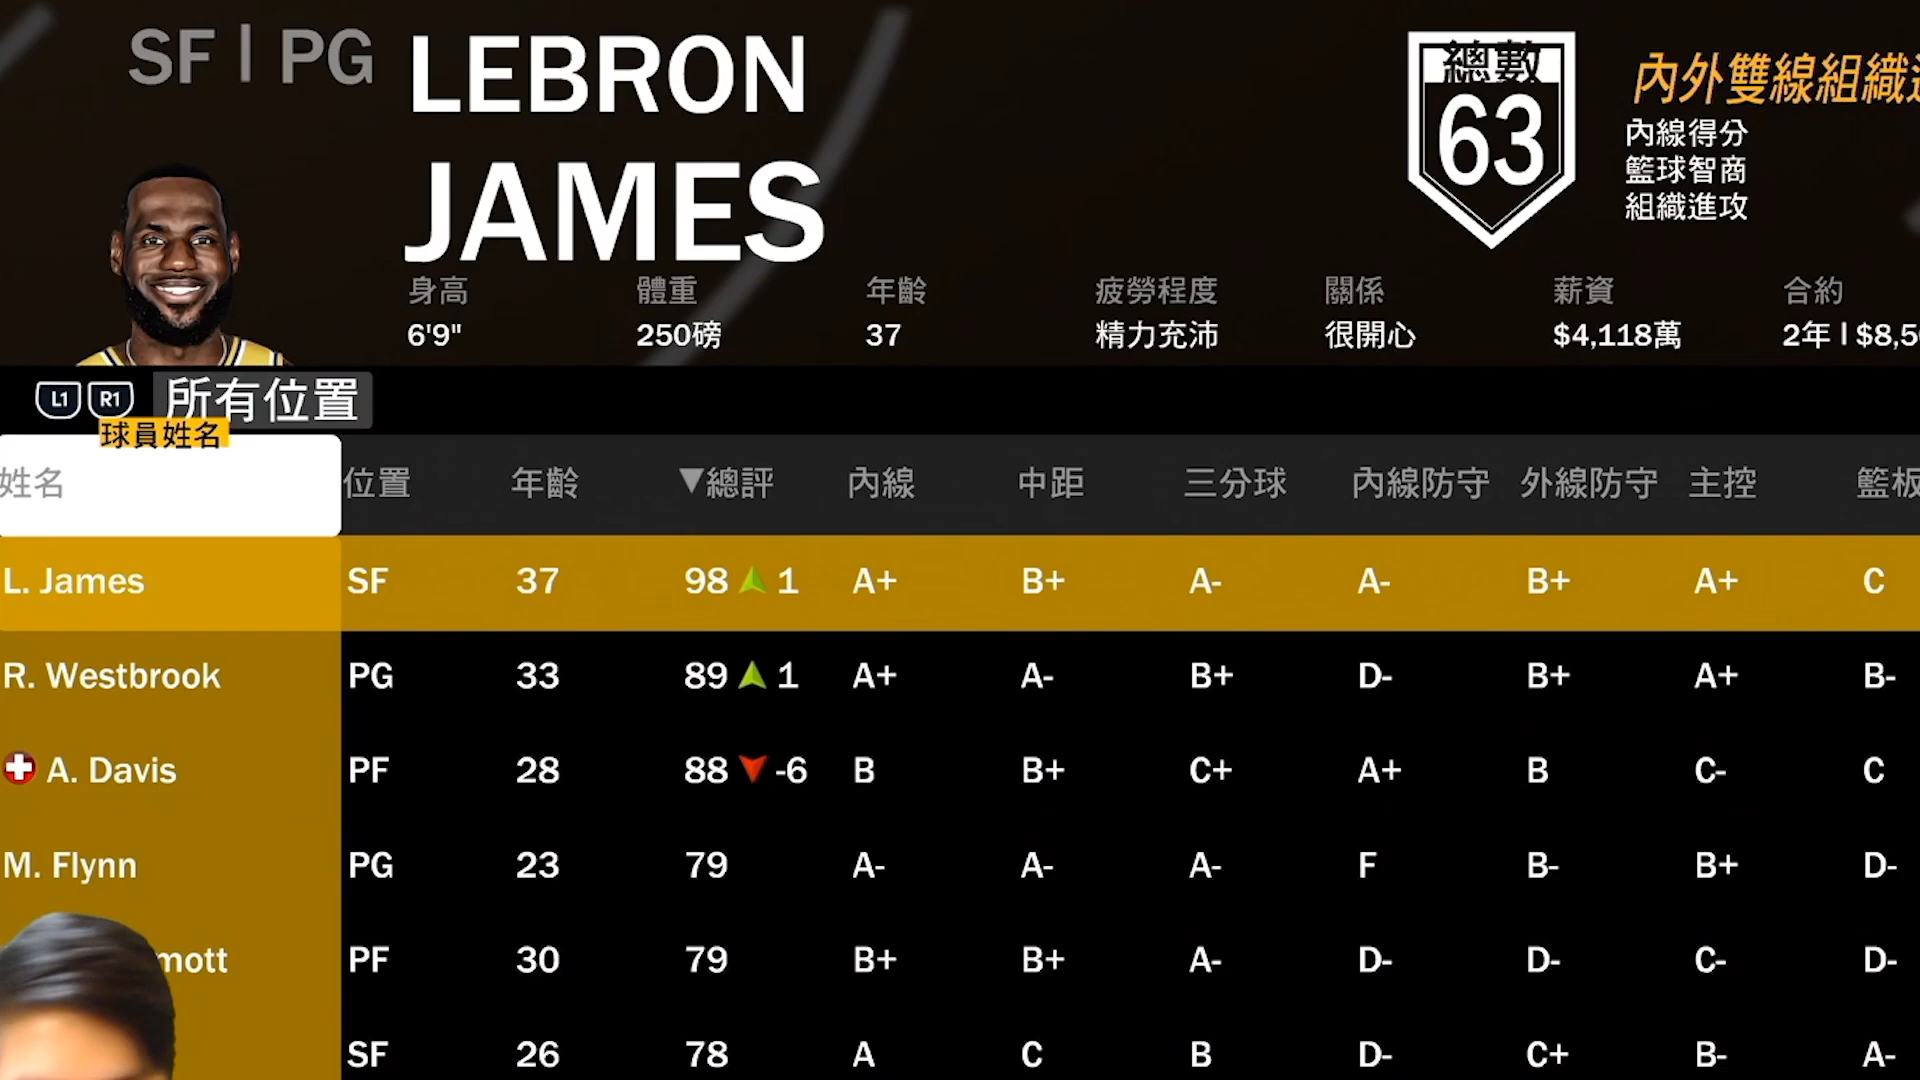 SF | PG
LEBRON
JAMES
總數
63
內外雙線組織
內線得分
籃球智商
組織進攻
身高 體重 年齡 疲勞程度 關係 薪資 合約
6'9" 250磅 37 精力充沛 很開心 $4,118萬 2年 | $8,5
L1 R1 所有位置
球員姓名
姓名 位置 年齡 ▼總評 內線 中距 三分球 內線防守 外線防守 主控 籃板
L. James SF 37 98 ▲ 1 A+ B+ A- A- B+ A+ C
R. Westbrook PG 33 89 ▲ 1 A+ A- B+ D- B+ A+ B-
A. Davis PF 28 88 ▼ -6 B B+ C+ A+ B C- C
M. Flynn PG 23 79 A- A- A- F B- B+ D-
mott PF 30 79 B+ B+ A- D- D- C- D-
SF 26 78 A C B D- C+ B- A-